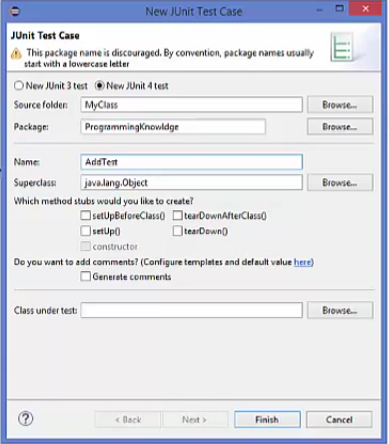 New JUnit Test Case
JUnit Test Case
This package name is discouraged. By convention, package names usually
start with a lowercase letter
New JUnit 3 test New JUnit 4 test
Source folder: MyClass Browse...
Package: ProgrammingKnowldge Browse...
Name: AddTest
Superclass: java.lang.Object Browse...
Which method stubs would you like to create?
setUpBeforeClass() tearDownAfterClass()
setUp() tearDown()
constructor
Do you want to add comments? (Configure templates and default value here)
Generate comments
Class under test: Browse...
? < Back Next > Finish Cancel